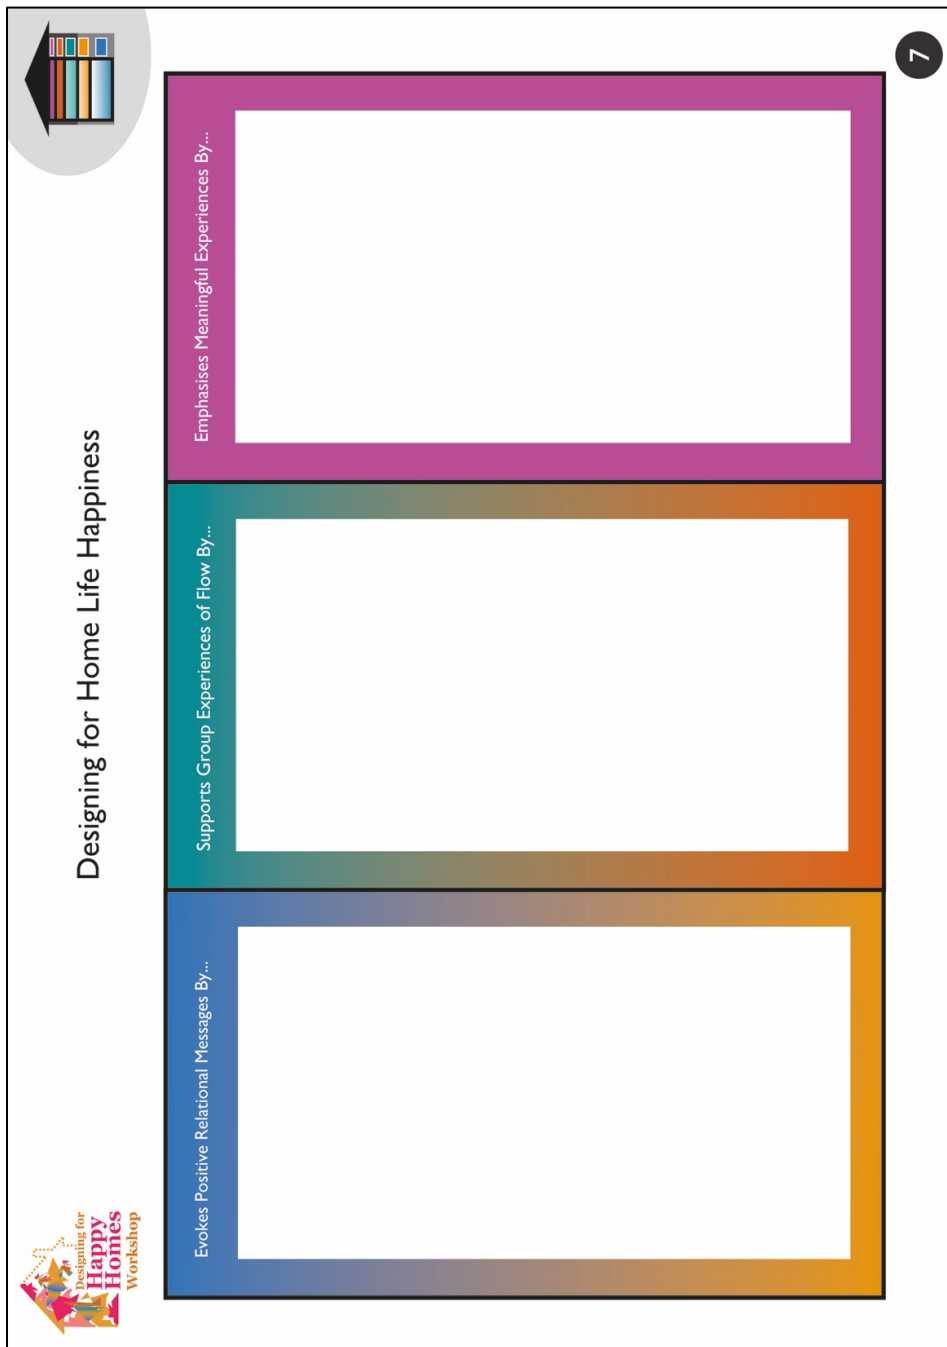 Designing for
Happy
Homes
Workshop
Designing for Home Life Happiness
Evokes Positive Relational Messages By...
Supports Group Experiences of Flow By...
Emphasises Meaningful Experiences By...
7